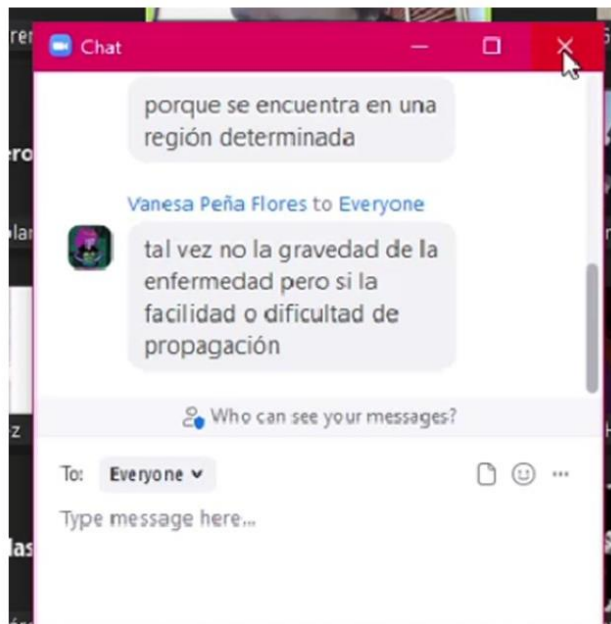 Chat
porque se encuentra en una
región determinada
Vanesa Peña Flores to Everyone
tal vez no la gravedad de la
enfermedad pero si la
facilidad o dificultad de
propagación
Who can see your messages?
To: Everyone
Type message here...